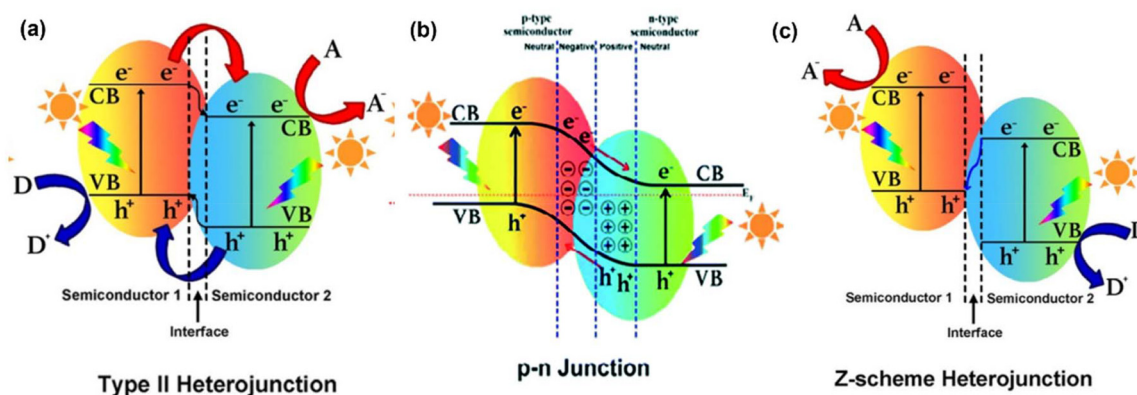 (a)
A
e⁻ e⁻
CB
e⁻ e⁻
A⁻
CB
D
VB
h⁺ h⁺
VB
D⁺
h⁺ h⁺
Semiconductor 1
Semiconductor 2
Interface
Type II Heterojunction
(b)
p-type
semiconductor
n-type
semiconductor
Neutral Negative Positive Neutral
CB
e⁻ e⁻
e⁻
CB
VB
h⁺
h⁺ h⁺
h⁺
VB
p-n Junction
(c)
A
A⁻
e⁻ e⁻
CB
e⁻ e⁻
CB
VB
h⁺ h⁺
VB
h⁺ h⁺
D⁺
Semiconductor 1
Semiconductor 2
Interface
Z-scheme Heterojunction